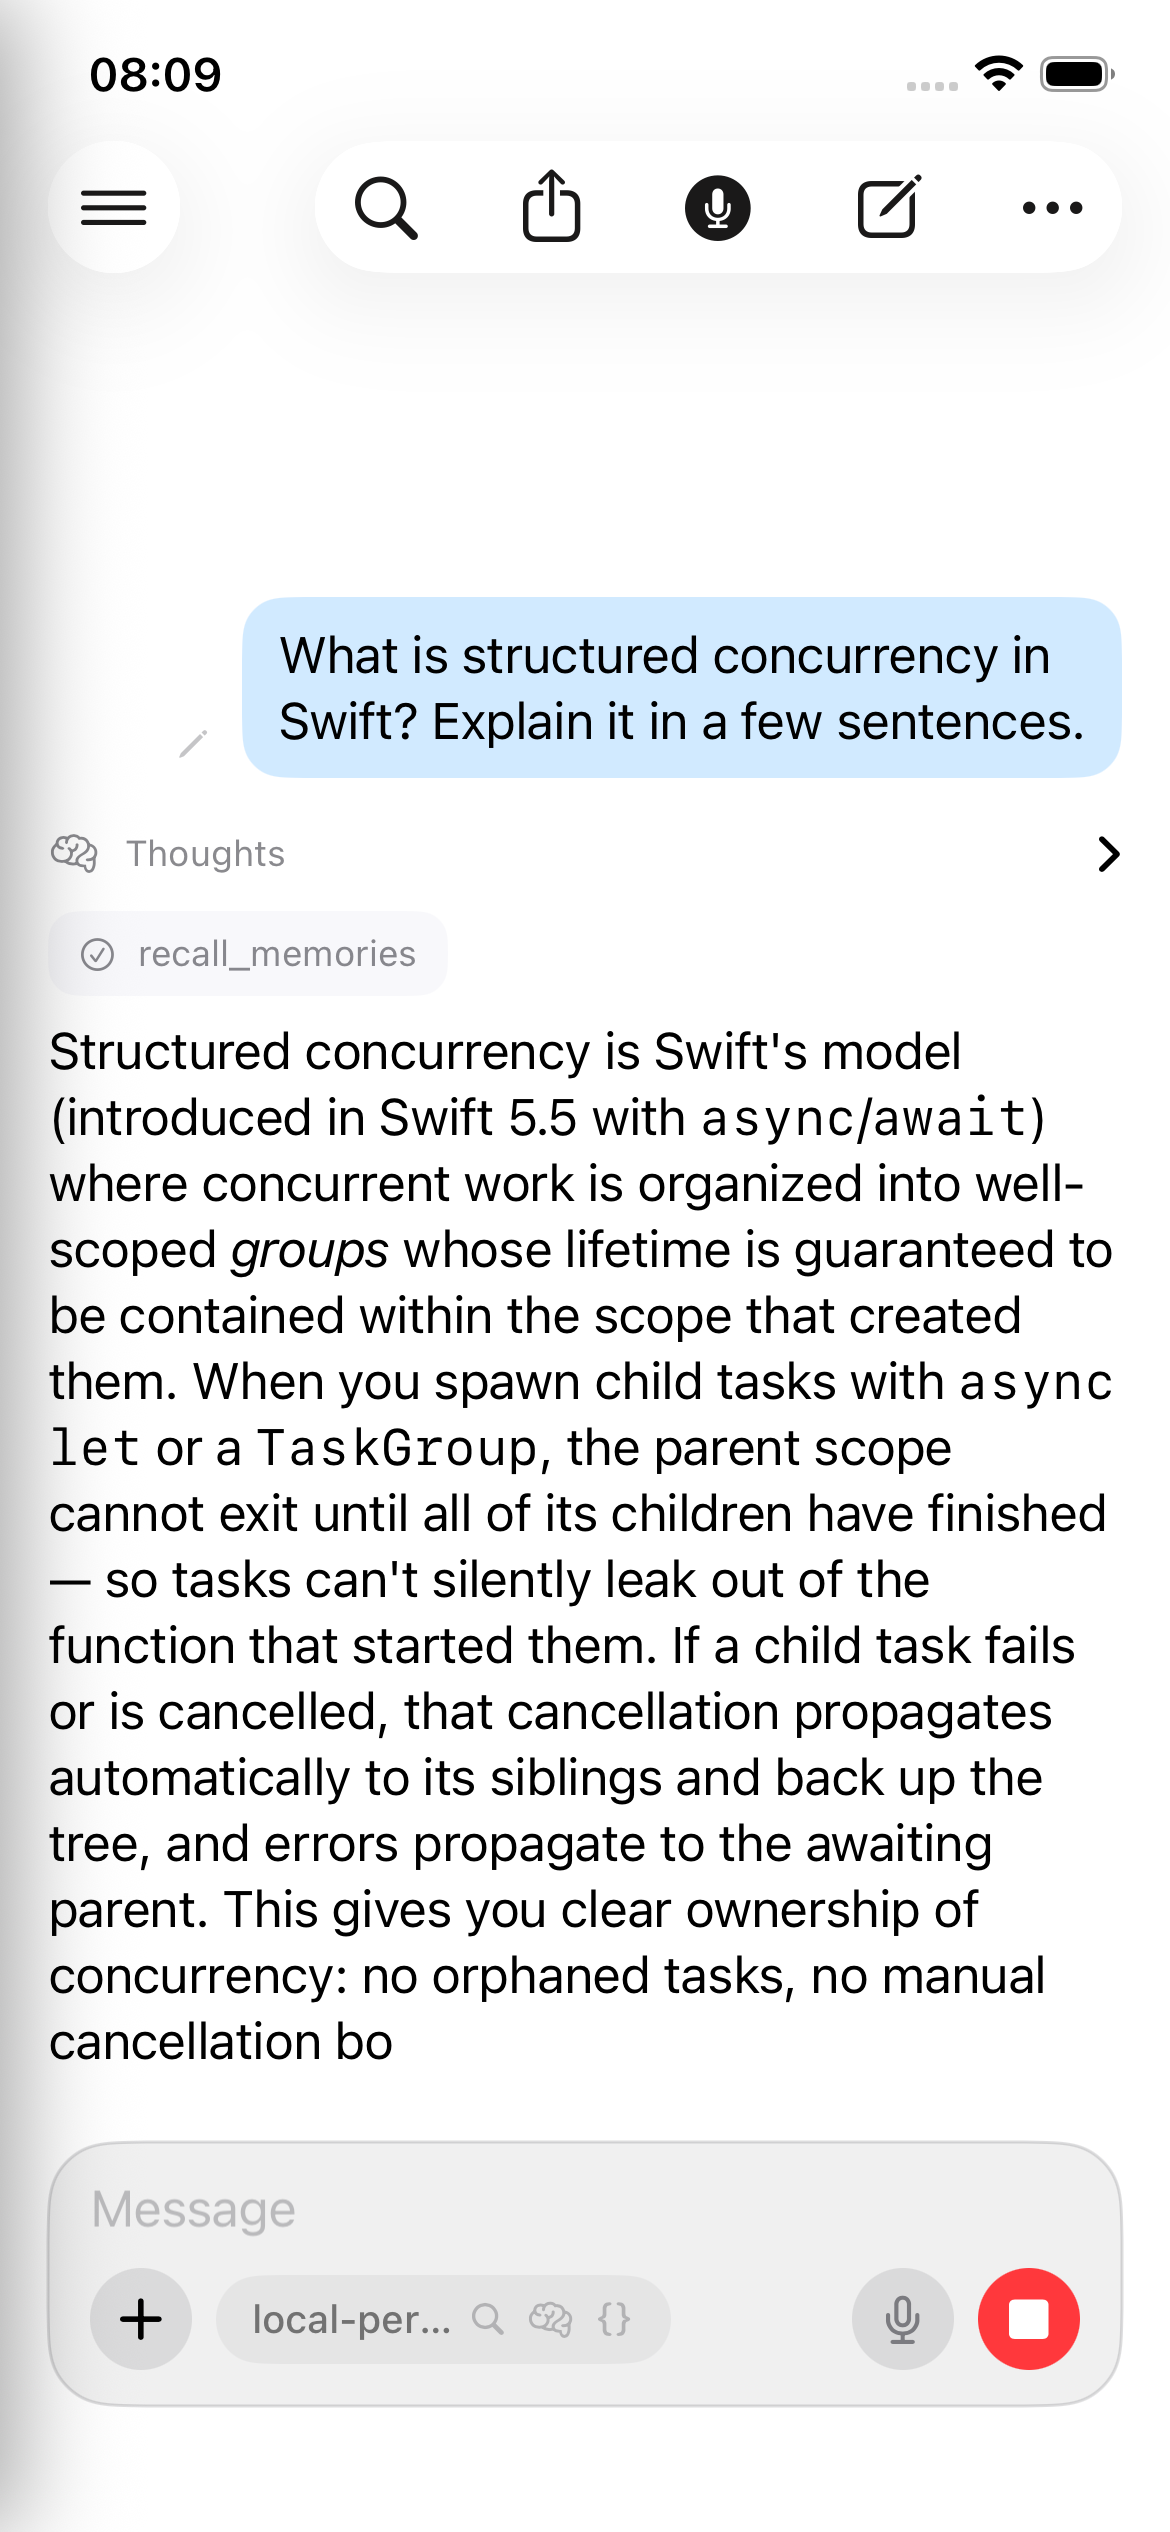 08:09
What is structured concurrency in
Swift? Explain it in a few sentences.
Thoughts
recall_memories
Structured concurrency is Swift's model
(introduced in Swift 5.5 with async/await)
where concurrent work is organized into well-
scoped groups whose lifetime is guaranteed to
be contained within the scope that created
them. When you spawn child tasks with async
let or a TaskGroup, the parent scope
cannot exit until all of its children have finished
— so tasks can't silently leak out of the
function that started them. If a child task fails
or is cancelled, that cancellation propagates
automatically to its siblings and back up the
tree, and errors propagate to the awaiting
parent. This gives you clear ownership of
concurrency: no orphaned tasks, no manual
cancellation bo
Message
local-per... {}